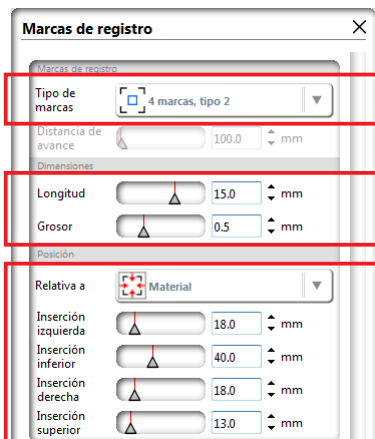 Marcas de registro
Marcas de registro
Tipo de marcas 4 marcas, tipo 2
Distancia de avance 100.0 mm
Dimensiones
Longitud 15.0 mm
Grosor 0.5 mm
Posición
Relativa a Material
Inserción izquierda 18.0 mm
Inserción inferior 40.0 mm
Inserción derecha 18.0 mm
Inserción superior 13.0 mm